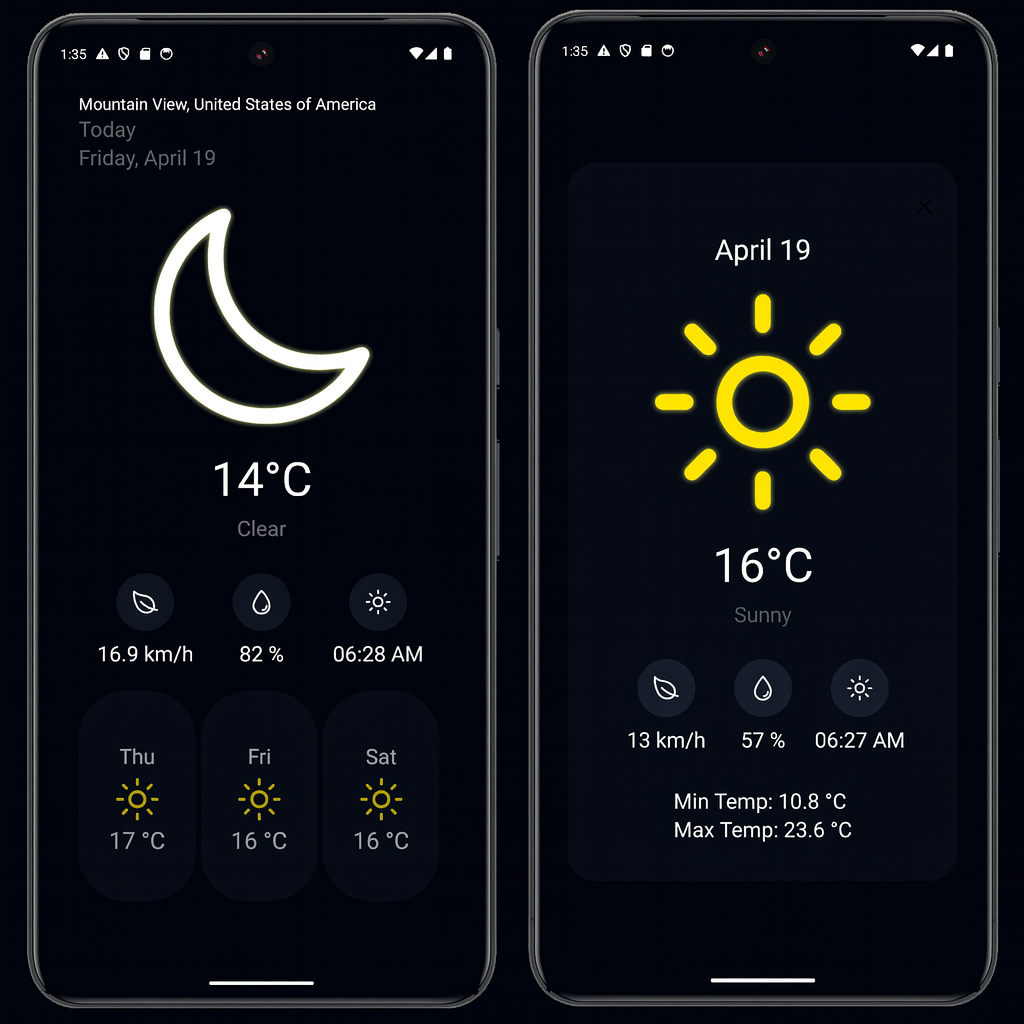 1:35
Mountain View, United States of America
Today
Friday, April 19
14°C
Clear
16.9 km/h 82 % 06:28 AM
Thu Fri Sat
17 °C 16 °C 16 °C
1:35
April 19
16°C
Sunny
13 km/h 57 % 06:27 AM
Min Temp: 10.8 °C
Max Temp: 23.6 °C